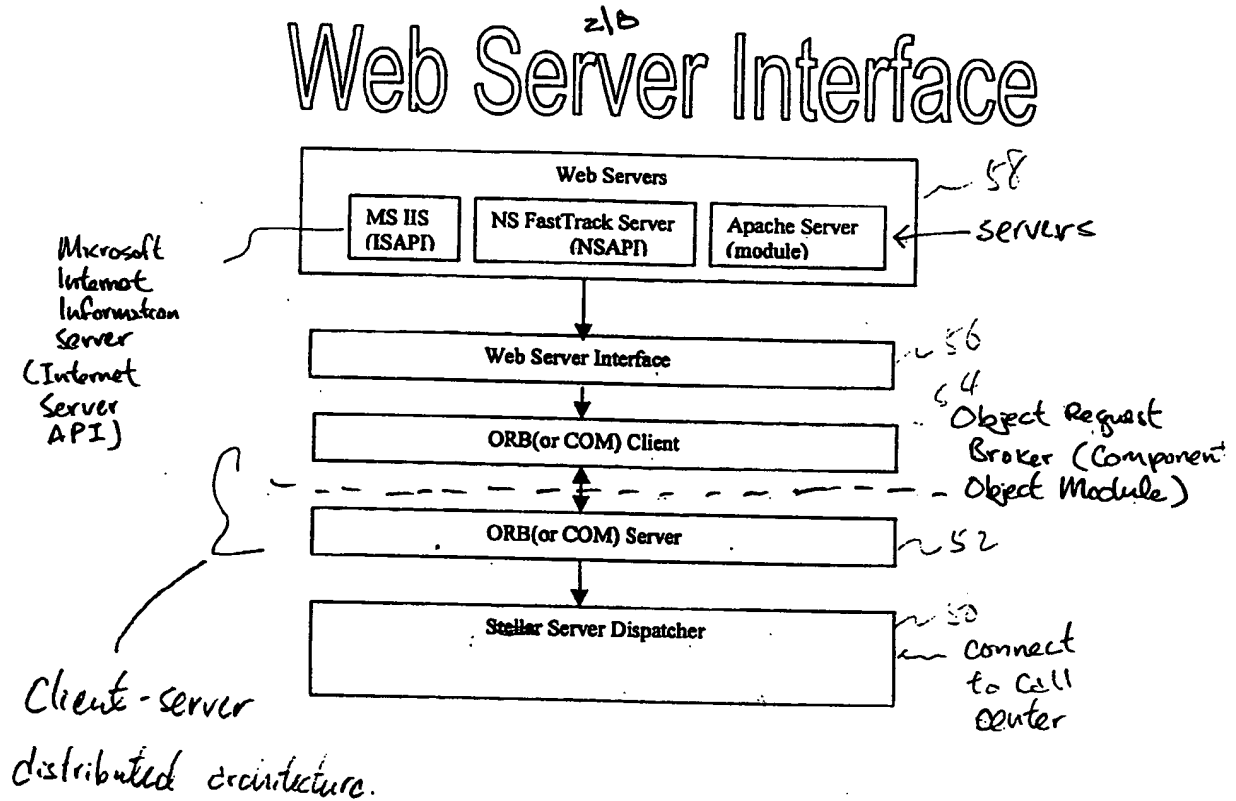 2/B
Web Server Interface
Web Servers
58
MS IIS
(ISAPI)
NS FastTrack Server
(NSAPI)
Apache Server
(module)
servers
Microsoft
Internet
Information
Server
(Internet
Server
API)
Web Server Interface
56
54
ORB(or COM) Client
Object Request
Broker (Component
Object Module)
ORB(or COM) Server
52
Stellar Server Dispatcher
50
connect
to call
center
Client-server
distributed architecture.